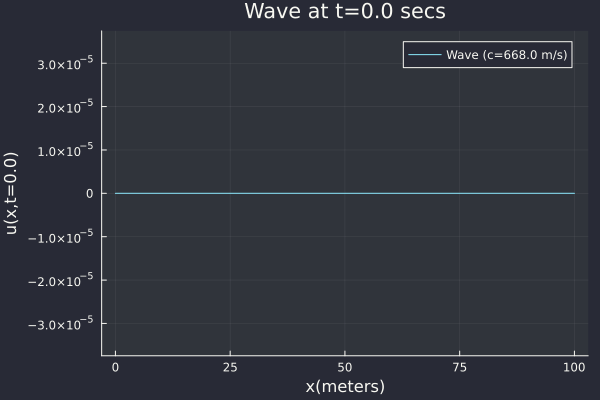 Wave at t=0.0 secs
Wave (c=668.0 m/s)
3.0×10⁻⁵
2.0×10⁻⁵
1.0×10⁻⁵
0
−1.0×10⁻⁵
−2.0×10⁻⁵
−3.0×10⁻⁵
u(x,t=0.0)
0 25 50 75 100
x(meters)